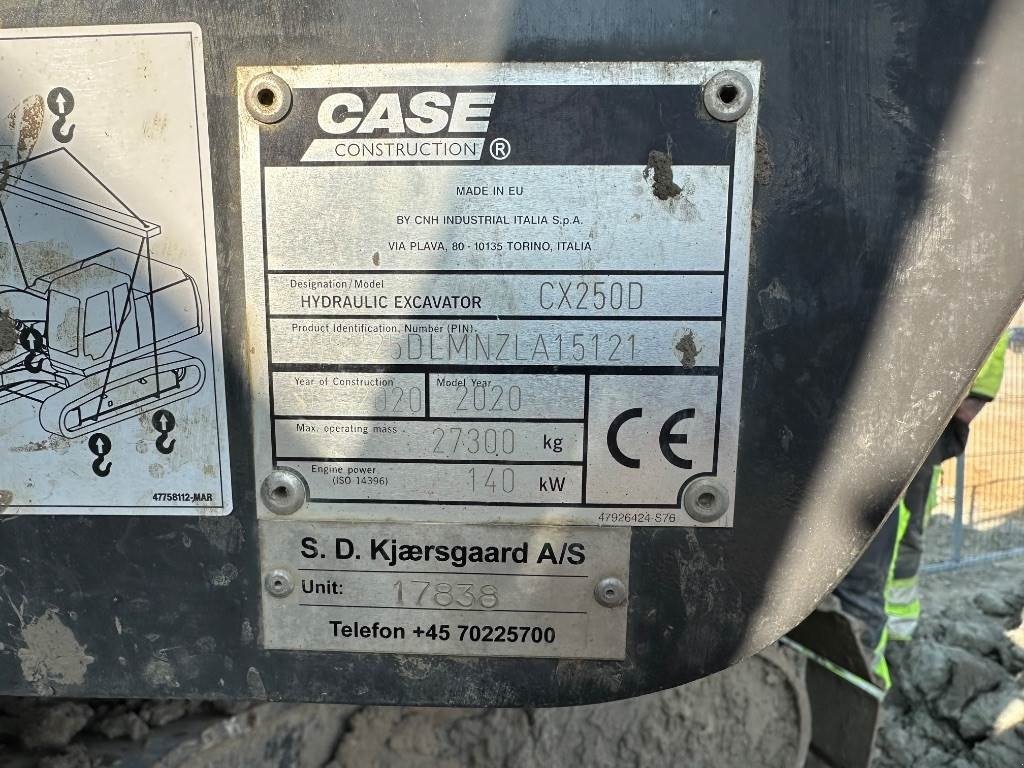 CASE
CONSTRUCTION ®
MADE IN EU
BY CNH INDUSTRIAL ITALIA S.p.A.
VIA PLAVA, 80 - 10135 TORINO, ITALIA
Designation/Model
HYDRAULIC EXCAVATOR CX250D
Product Identification, Number (PIN).
DLMNZLA15121
Year of Construction Model Year
020 2020
Max. operating mass 27300 kg
Engine power 140 kW
(ISO 14396)
CE
47926424-S76
47758112-MAR
S. D. Kjærsgaard A/S
Unit: 17838
Telefon +45 70225700